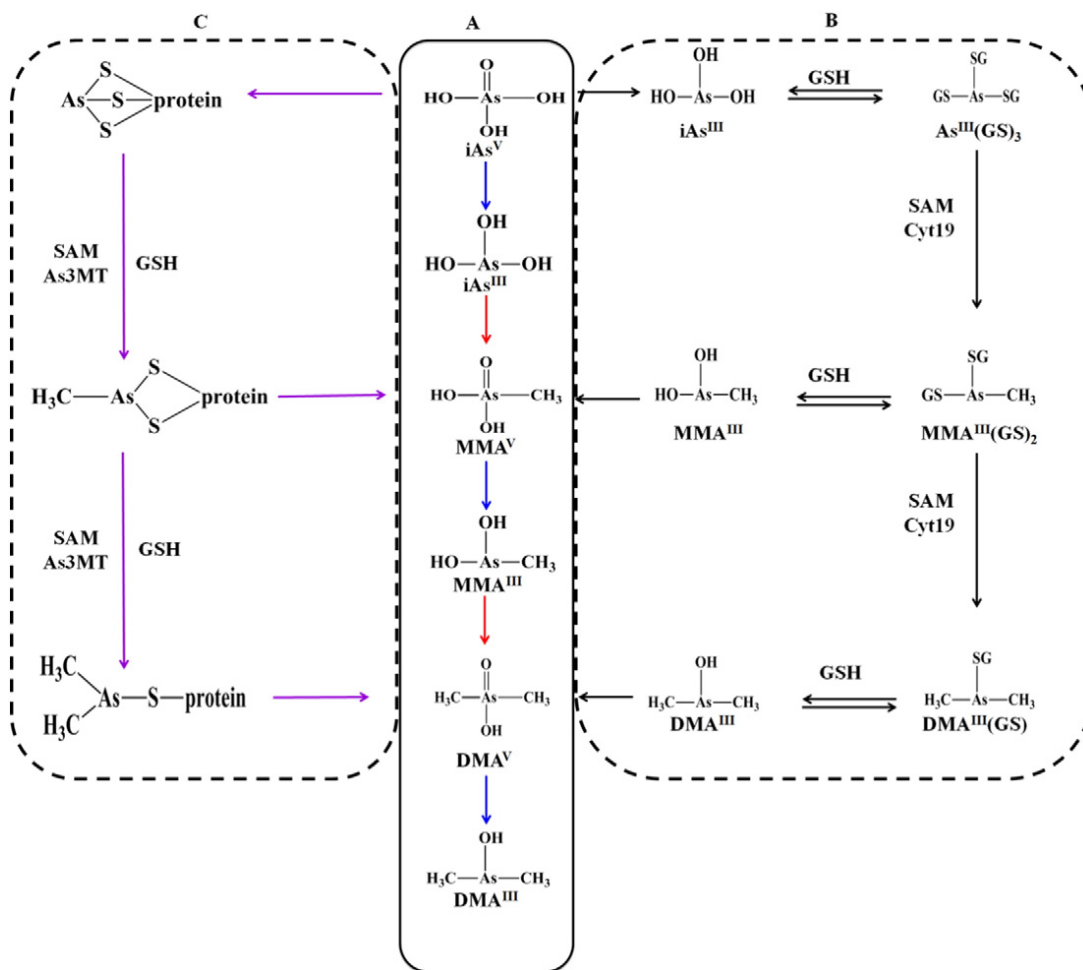 C
A
B
S
As—S—protein
S
SAM
As3MT
GSH
H₃C—As
S
protein
S
SAM
As3MT
GSH
H₃C
As—S—protein
H₃C
O
HO—As—OH
OH
iAsⱽ
OH
HO—As—OH
iAsᴵᴵᴵ
O
HO—As—CH₃
OH
MMAⱽ
OH
HO—As—CH₃
MMAᴵᴵᴵ
O
H₃C—As—CH₃
OH
DMAⱽ
OH
H₃C—As—CH₃
DMAᴵᴵᴵ
OH
HO—As—OH
iAsᴵᴵᴵ
GSH
SG
GS—As—SG
Asᴵᴵᴵ(GS)₃
SAM
Cyt19
OH
HO—As—CH₃
MMAᴵᴵᴵ
GSH
SG
GS—As—CH₃
MMAᴵᴵᴵ(GS)₂
SAM
Cyt19
OH
H₃C—As—CH₃
DMAᴵᴵᴵ
GSH
SG
H₃C—As—CH₃
DMAᴵᴵᴵ(GS)